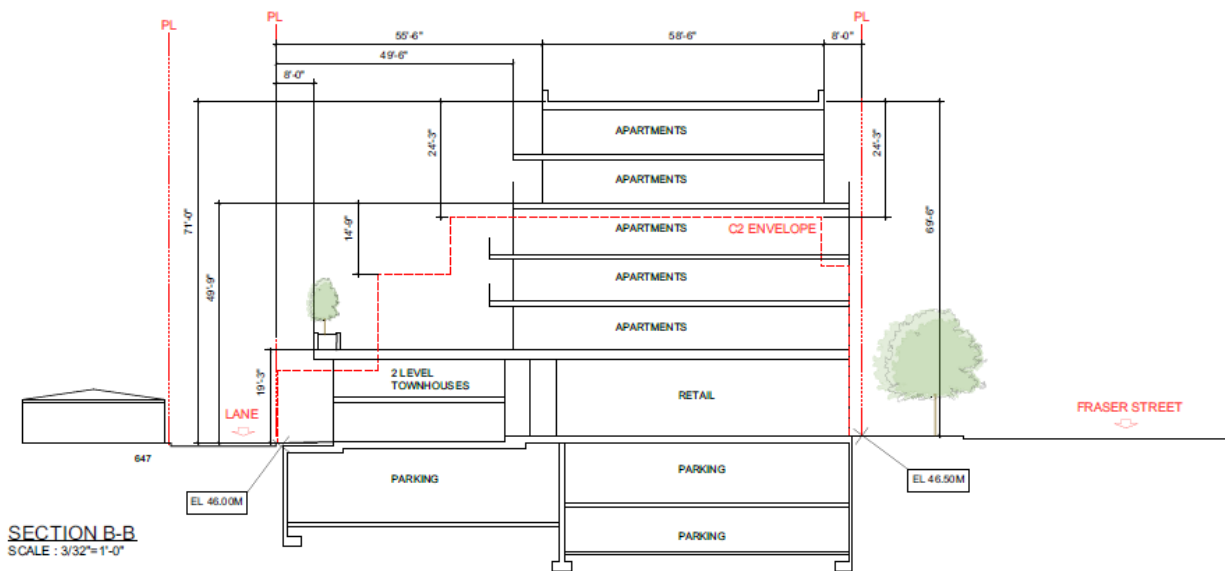 PL
PL
PL
55'-6"
58'-6"
8'-0"
49'-6"
8'-0"
APARTMENTS
24'-3"
24'-3"
APARTMENTS
71'-0"
14'-9"
APARTMENTS
C2 ENVELOPE
69'-6"
49'-9"
APARTMENTS
APARTMENTS
19'-3"
2 LEVEL
TOWNHOUSES
RETAIL
LANE
FRASER STREET
647
PARKING
PARKING
EL 46.00M
EL 46.50M
PARKING
SECTION B-B
SCALE : 3/32"=1'-0"